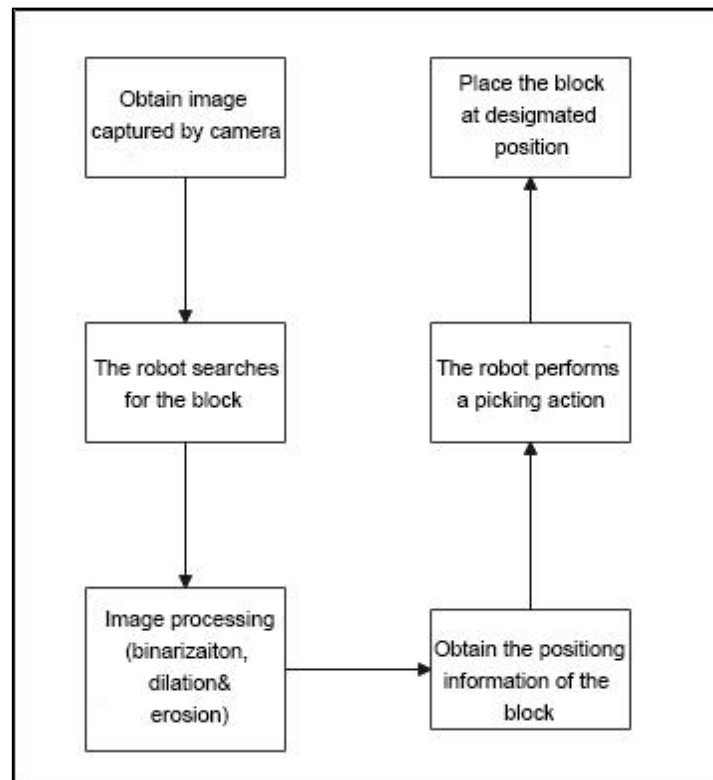 Obtain image
captured by camera
The robot searches
for the block
Image processing
(binarizaiton,
dilation&
erosion)
Obtain the positiong
information of the
block
The robot performs
a picking action
Place the block
at desigmated
position